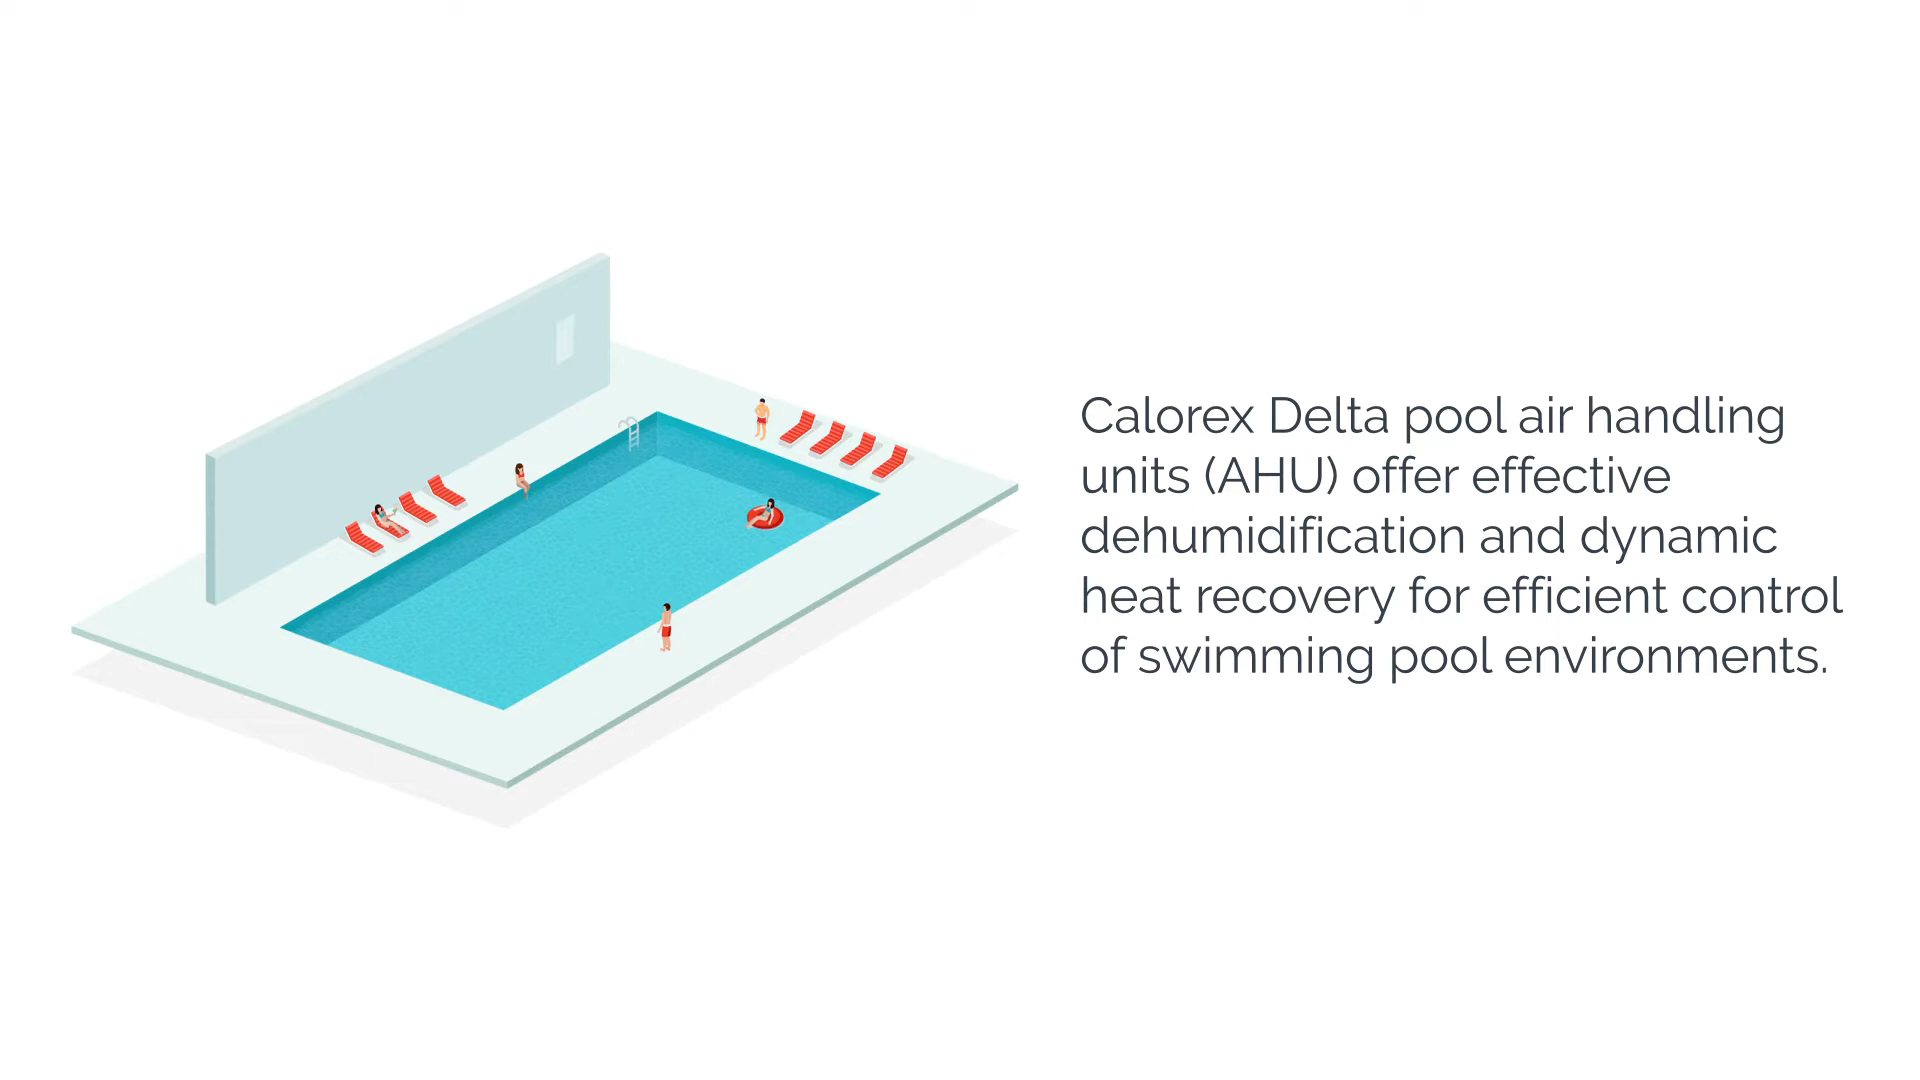 Calorex Delta pool air handling
units (AHU) offer effective
dehumidification and dynamic
heat recovery for efficient control
of swimming pool environments.